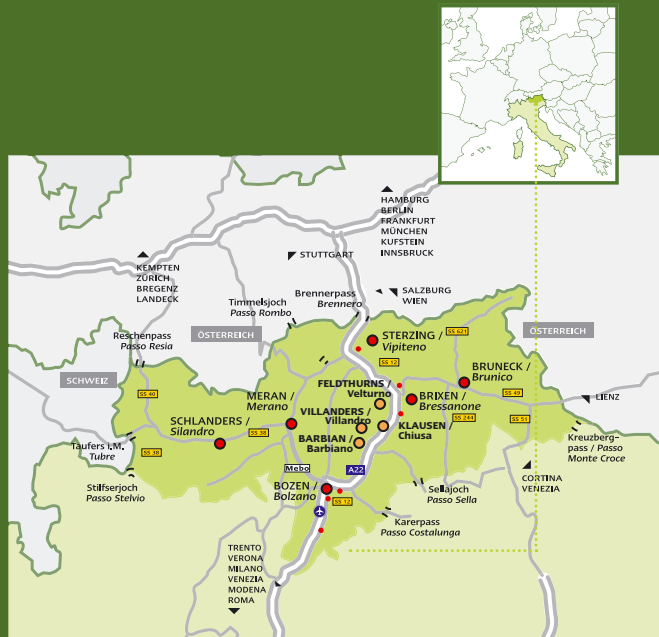 HAMBURG
BERLIN
FRANKFURT
MÜNCHEN
KUFSTEIN
INNSBRUCK
STUTTGART
KEMPTEN
ZÜRICH
BREGENZ
LANDECK
Brennerpass
Brennero
SALZBURG
WIEN
Timmelsjoch
Passo Rombo
Reschenpass
Passo Resia
ÖSTERREICH
ÖSTERREICH
STERZING /
Vipiteno
SS 621
SS 12
SCHWEIZ
SS 40
BRUNECK /
Brunico
FELDTHURNS /
Velturno
MERAN /
Merano
BRIXEN /
Bressanone
SS 49
LIENZ
VILLANDERS /
Villandro
SCHLANDERS /
Silandro
SS 38
KLAUSEN /
Chiusa
SS 244
SS 51
BARBIAN /
Barbiano
Taufers i.M.
Tubre
SS 38
Kreuzberg-
pass / Passo
Monte Croce
Mebo
A22
Stilfserjoch
Passo Stelvio
BOZEN /
Bolzano
SS 12
Sellajoch
Passo Sella
CORTINA
VENEZIA
Karerpass
Passo Costalunga
TRENTO
VERONA
MILANO
VENEZIA
MODENA
ROMA